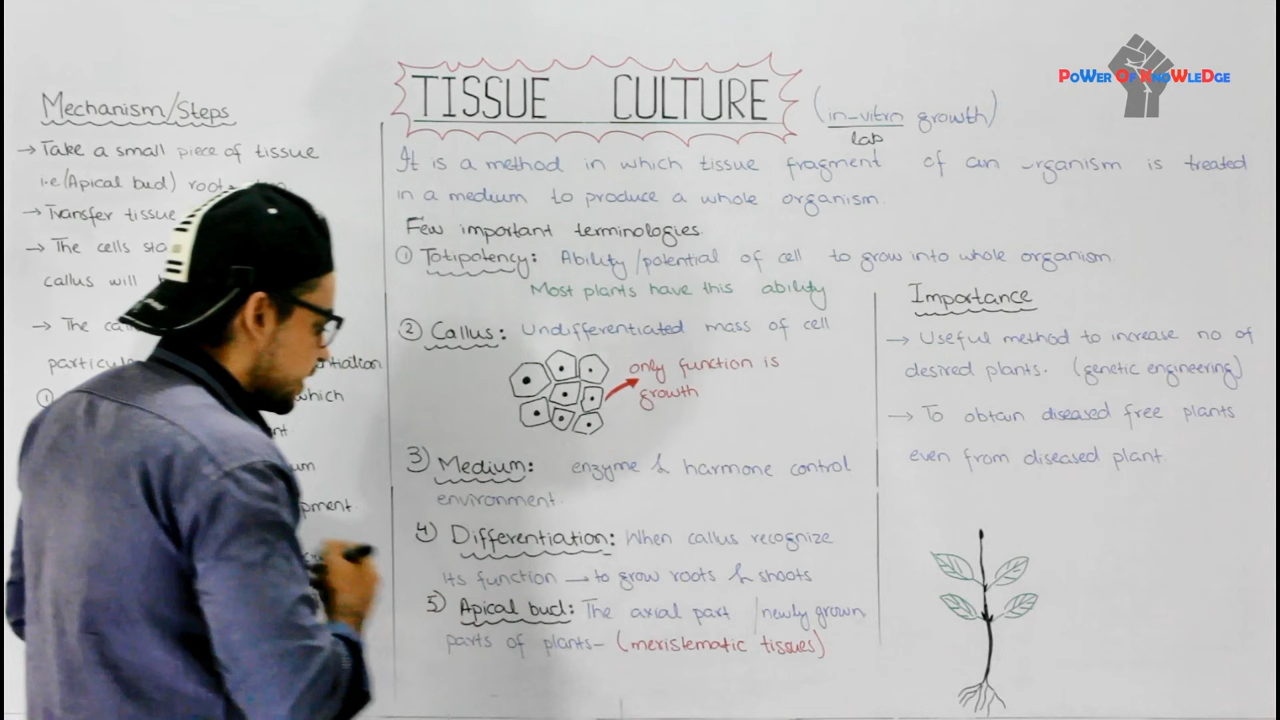 PoWer Of KnoWleDge
TISSUE CULTURE (in-vitro growth)
lab
It is a method in which tissue fragment of an organism is treated
in a medium to produce a whole organism.
Few important terminologies.
① Totipotency: Ability/potential of cell to grow into whole organism
Most plants have this ability
② Callus: Undifferentiated mass of cell
only function is
growth
3) Medium: enzyme & harmone control
environment.
4) Differentiation: When callus recognize
its function → to grow roots & shoots
5) Apical bud: The axial part /newly grown
parts of plants- (meristematic tissues)
Mechanism/Steps
→ Take a small piece of tissue
i.e (Apical bud)
→ Transfer tissue
→ The cells
callus will
→ The
①
which
Importance
→ Useful method to increase no of
desired plants. (genetic engineering)
→ To obtain diseased free plants
even from diseased plant